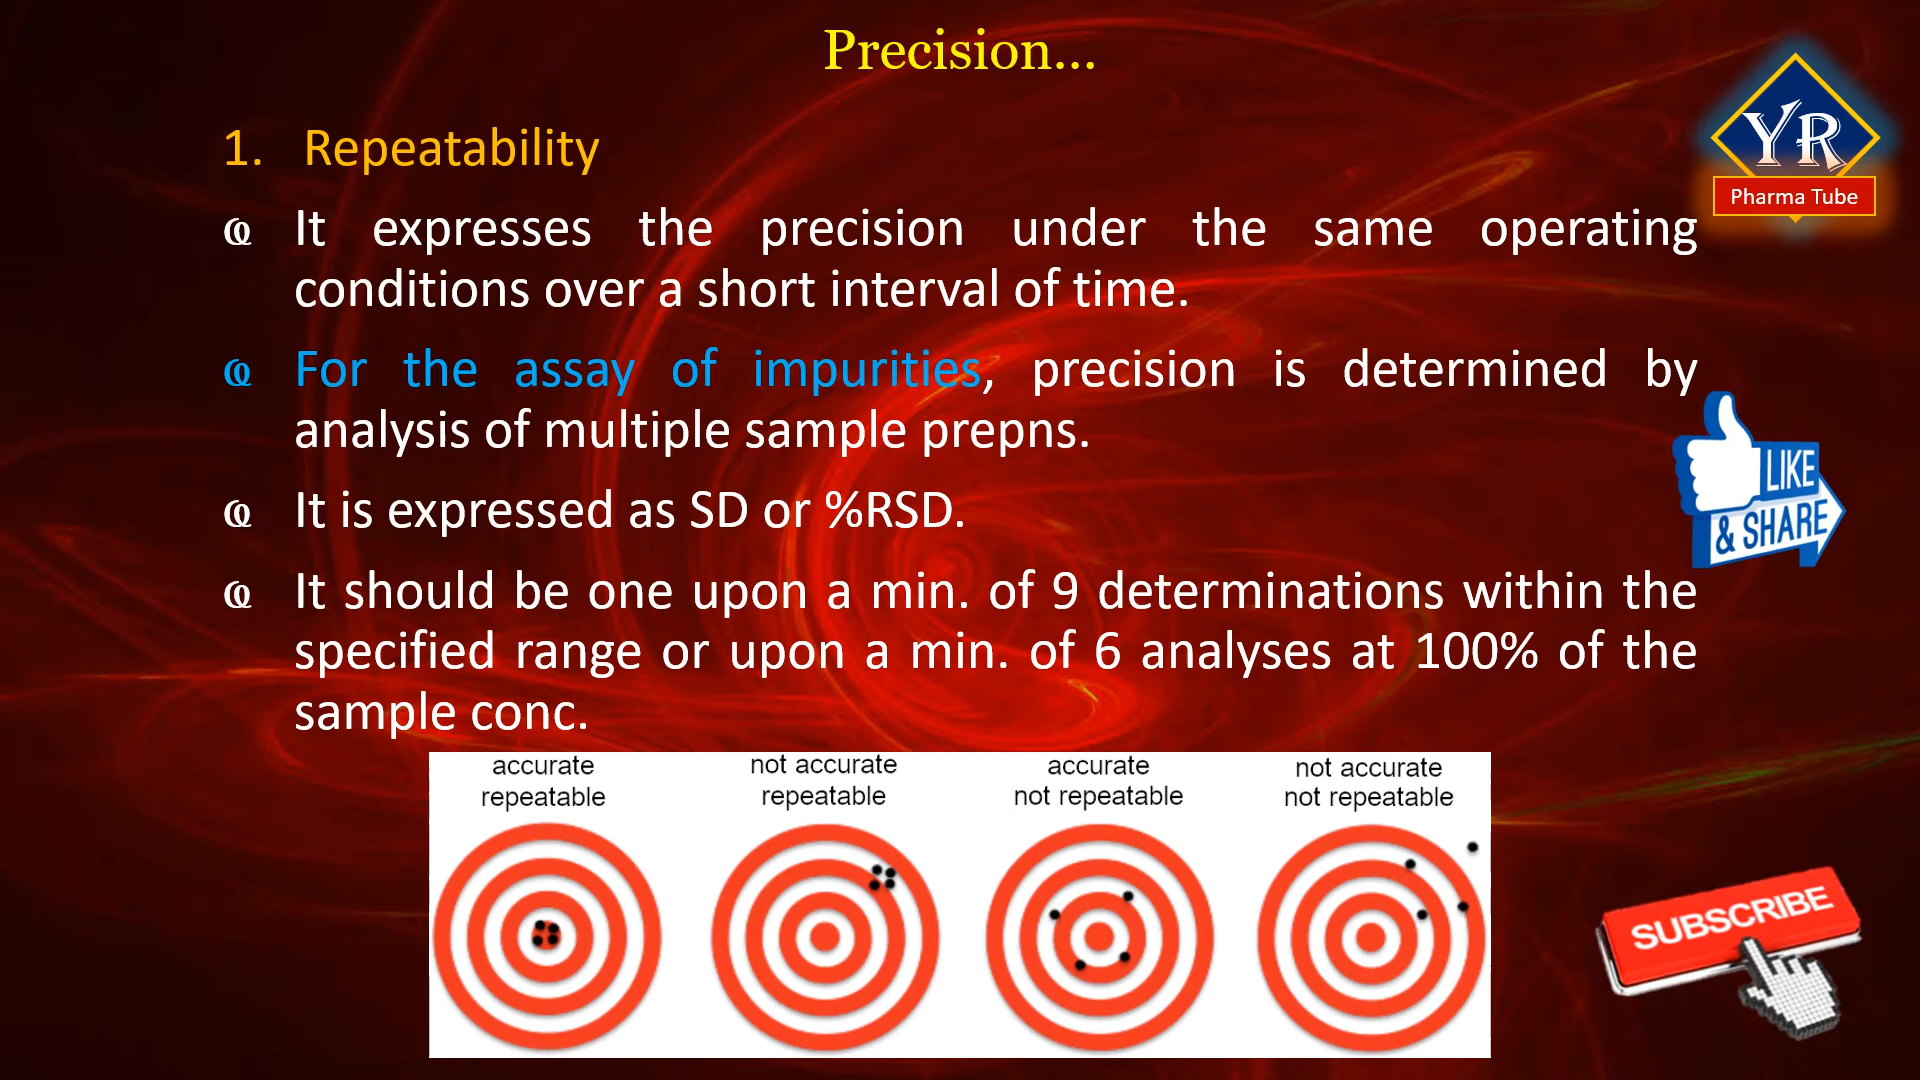 Precision...
YR
Pharma Tube
1. Repeatability
It expresses the precision under the same operating
conditions over a short interval of time.
For the assay of impurities, precision is determined by
analysis of multiple sample prepns.
It is expressed as SD or %RSD.
It should be one upon a min. of 9 determinations within the
specified range or upon a min. of 6 analyses at 100% of the
sample conc.
LIKE
& SHARE
accurate
repeatable
not accurate
repeatable
accurate
not repeatable
not accurate
not repeatable
SUBSCRIBE